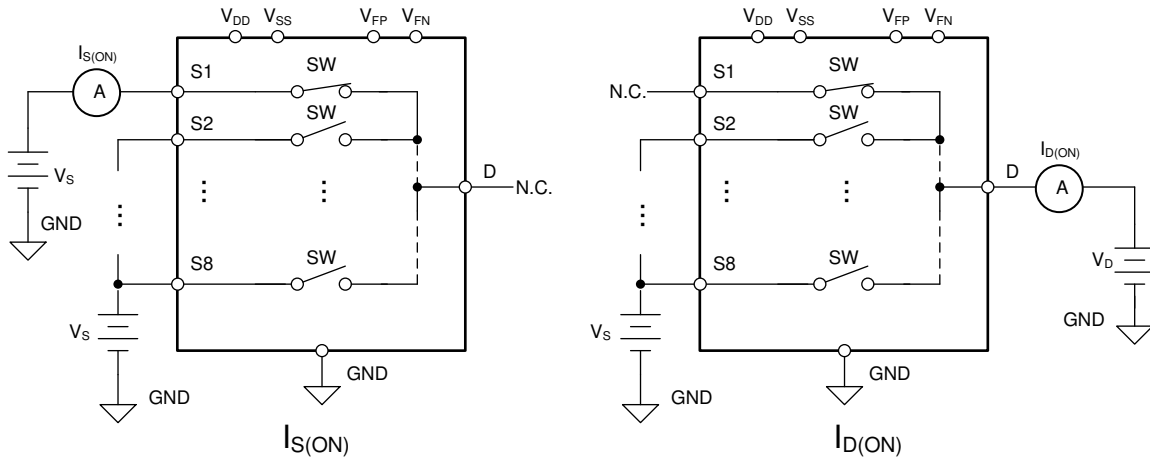 V_DD V_SS V_FP V_FN
I_S(ON)
A
S1 SW
S2 SW
D
N.C.
V_S
GND
⋮ ⋮ ⋮
S8 SW
V_S
GND
GND
I_S(ON)
V_DD V_SS V_FP V_FN
N.C.
S1 SW
S2 SW
I_D(ON)
D
A
⋮ ⋮ ⋮
S8 SW
V_D
V_S
GND
GND
GND
I_D(ON)